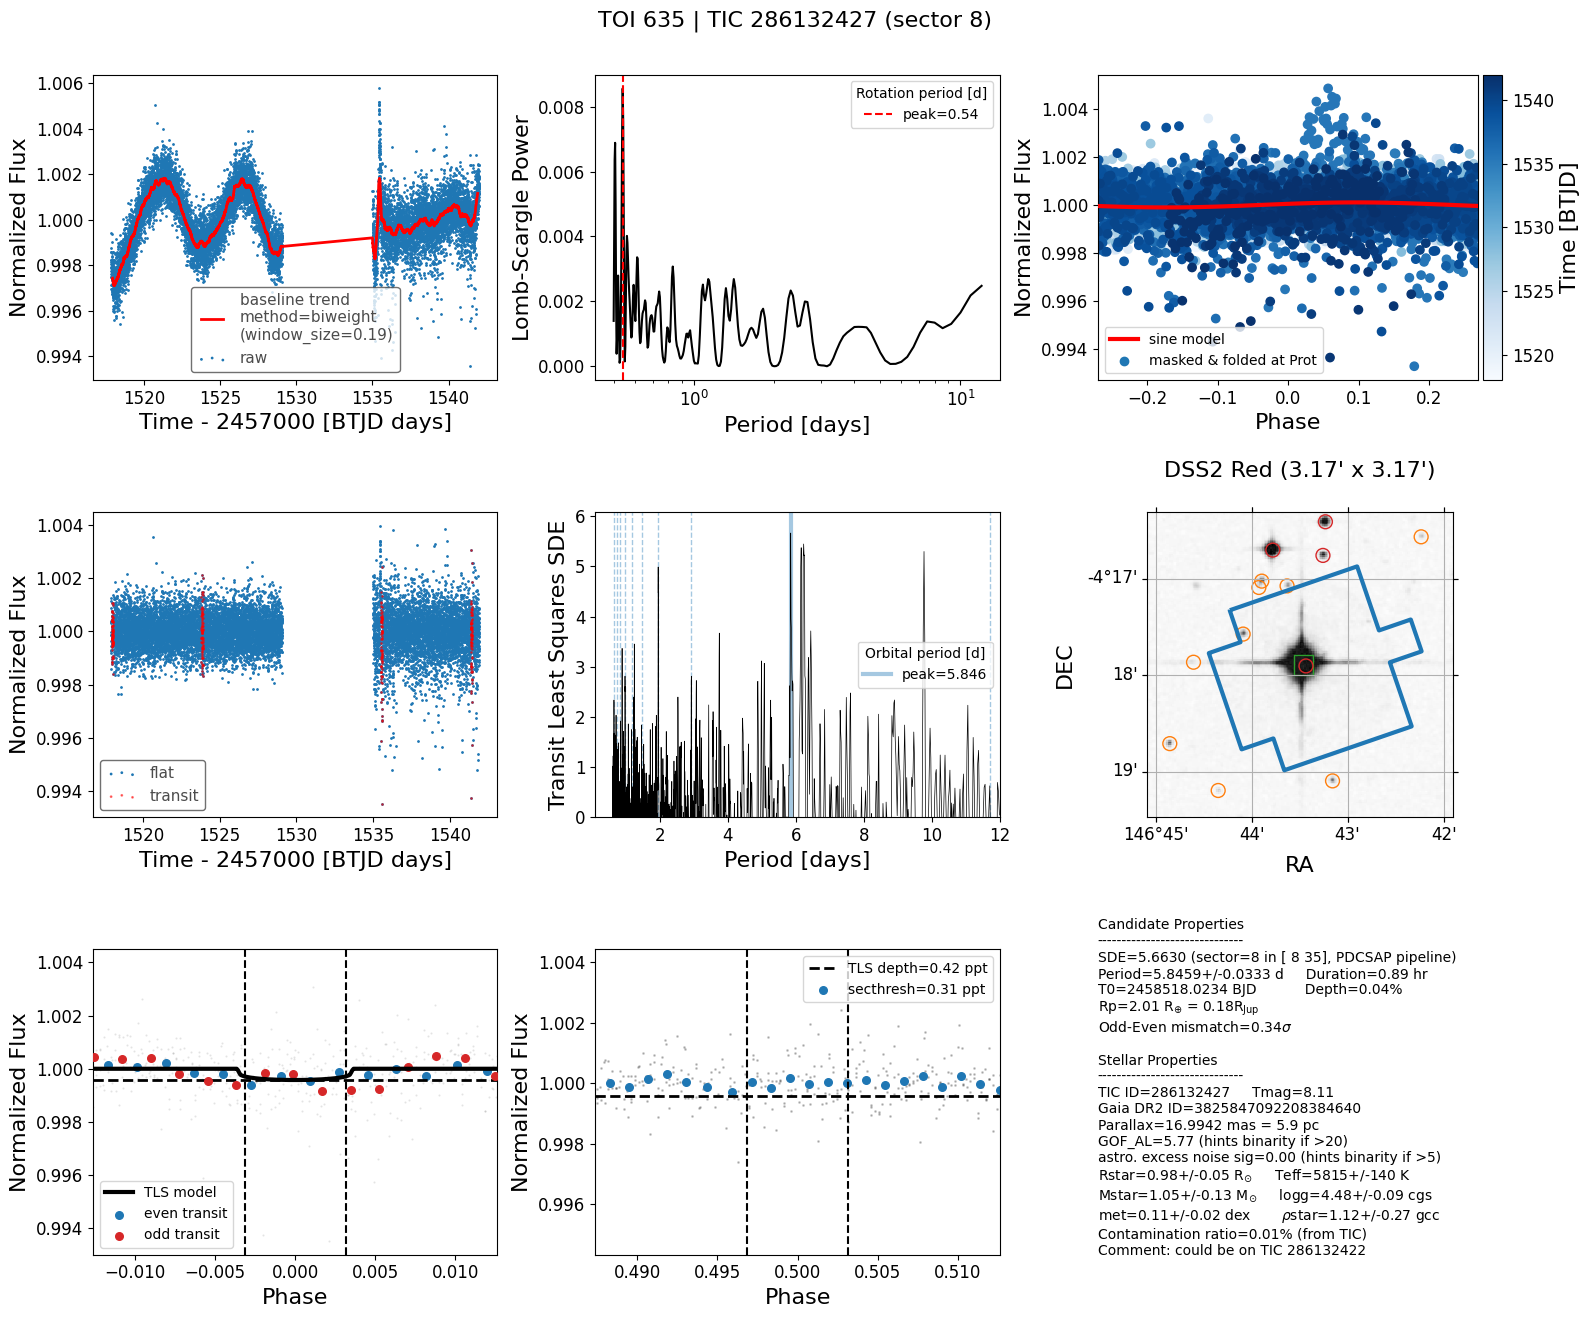 TOI 635 | TIC 286132427 (sector 8)
1.006
1.004
1.002
1.000
0.998
0.996
0.994
Normalized Flux
baseline trend
method=biweight
(window_size=0.19)
raw
1520
1525
1530
1535
1540
Time - 2457000 [BTJD days]
0.008
0.006
0.004
0.002
0.000
Lomb-Scargle Power
Rotation period [d]
peak=0.54
10⁰
10¹
Period [days]
1.004
1.002
1.000
0.998
0.996
0.994
Normalized Flux
sine model
masked & folded at Prot
−0.2
−0.1
0.0
0.1
0.2
Phase
1540
1535
1530
1525
1520
Time [BTJD]
1.004
1.002
1.000
0.998
0.996
0.994
Normalized Flux
flat
transit
1520
1525
1530
1535
1540
Time - 2457000 [BTJD days]
6
5
4
3
2
1
0
Transit Least Squares SDE
Orbital period [d]
peak=5.846
2
4
6
8
10
12
Period [days]
DSS2 Red (3.17' x 3.17')
-4°17'
18'
19'
DEC
146°45'
44'
43'
42'
RA
1.004
1.002
1.000
0.998
0.996
0.994
Normalized Flux
TLS model
even transit
odd transit
−0.010
−0.005
0.000
0.005
0.010
Phase
1.004
1.002
1.000
0.998
0.996
Normalized Flux
TLS depth=0.42 ppt
secthresh=0.31 ppt
0.490
0.495
0.500
0.505
0.510
Phase
Candidate Properties
-------------------------------
SDE=5.6630 (sector=8 in [ 8 35], PDCSAP pipeline)
Period=5.8459+/-0.0333 d Duration=0.89 hr
T0=2458518.0234 BJD Depth=0.04%
Rp=2.01 R⊕ = 0.18RJup
Odd-Even mismatch=0.34σ
Stellar Properties
-------------------------------
TIC ID=286132427 Tmag=8.11
Gaia DR2 ID=3825847092208384640
Parallax=16.9942 mas = 5.9 pc
GOF_AL=5.77 (hints binarity if >20)
astro. excess noise sig=0.00 (hints binarity if >5)
Rstar=0.98+/-0.05 R⊙ Teff=5815+/-140 K
Mstar=1.05+/-0.13 M⊙ logg=4.48+/-0.09 cgs
met=0.11+/-0.02 dex ρstar=1.12+/-0.27 gcc
Contamination ratio=0.01% (from TIC)
Comment: could be on TIC 286132422